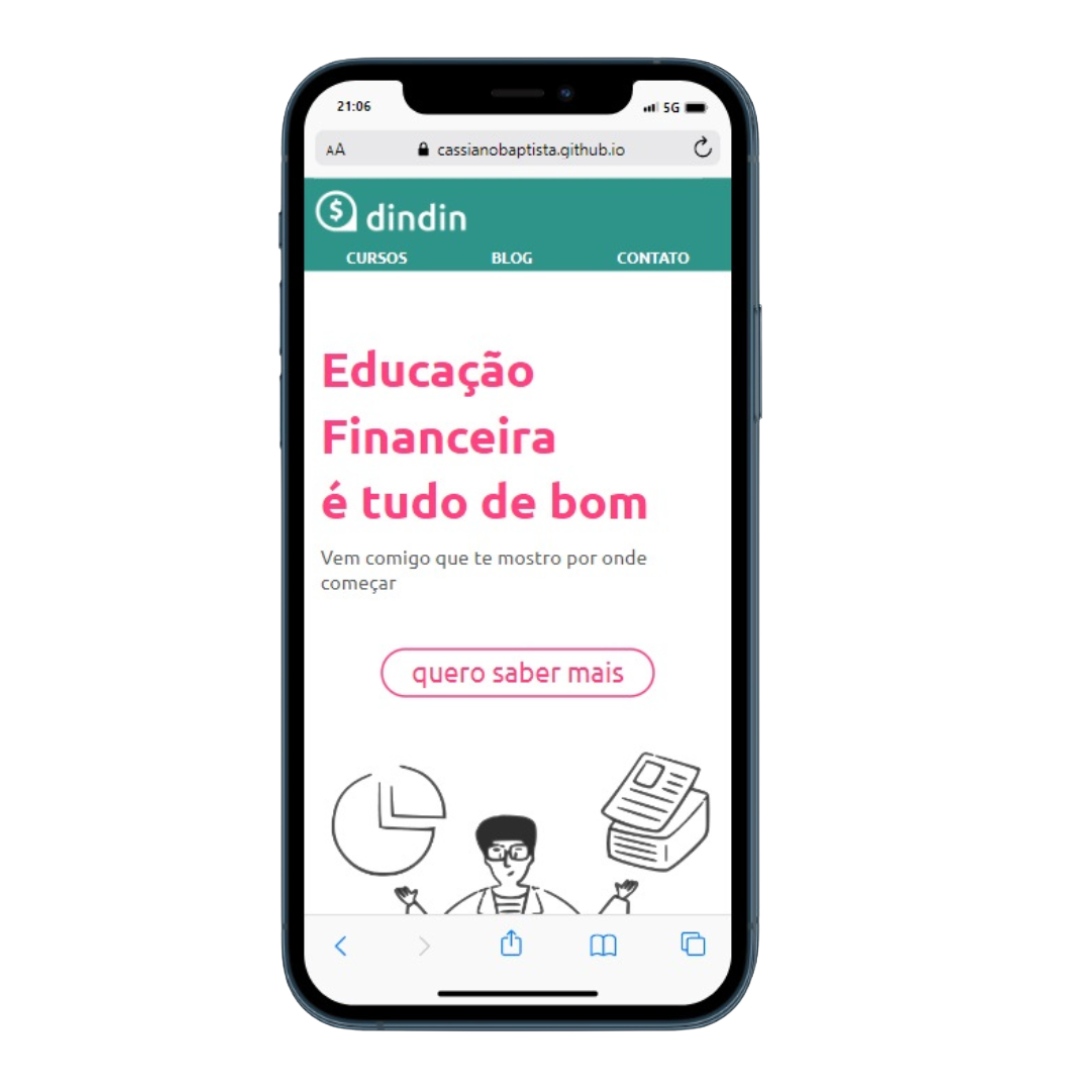 21:06
5G
AA
cassianobaptista.github.io
$ dindin
CURSOS BLOG CONTATO
Educação
Financeira
é tudo de bom
Vem comigo que te mostro por onde
começar
quero saber mais